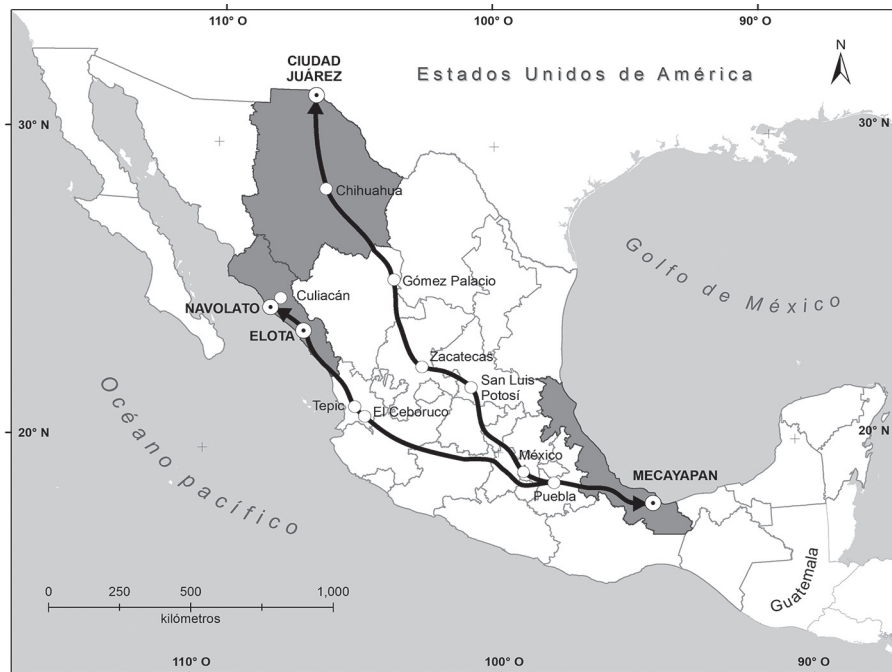 110° O
100° O
90° O
CIUDAD
JUÁREZ
Estados Unidos de América
N
30° N
30° N
Chihuahua
Golfo de México
Gómez Palacio
Culiacán
NAVOLATO
ELOTA
Zacatecas
San Luis
Potosí
Océano pacífico
Tepic
El Ceboruco
20° N
20° N
México
MECAYAPAN
Puebla
Guatemala
0
250
500
1,000
kilómetros
110° O
100° O
90° O